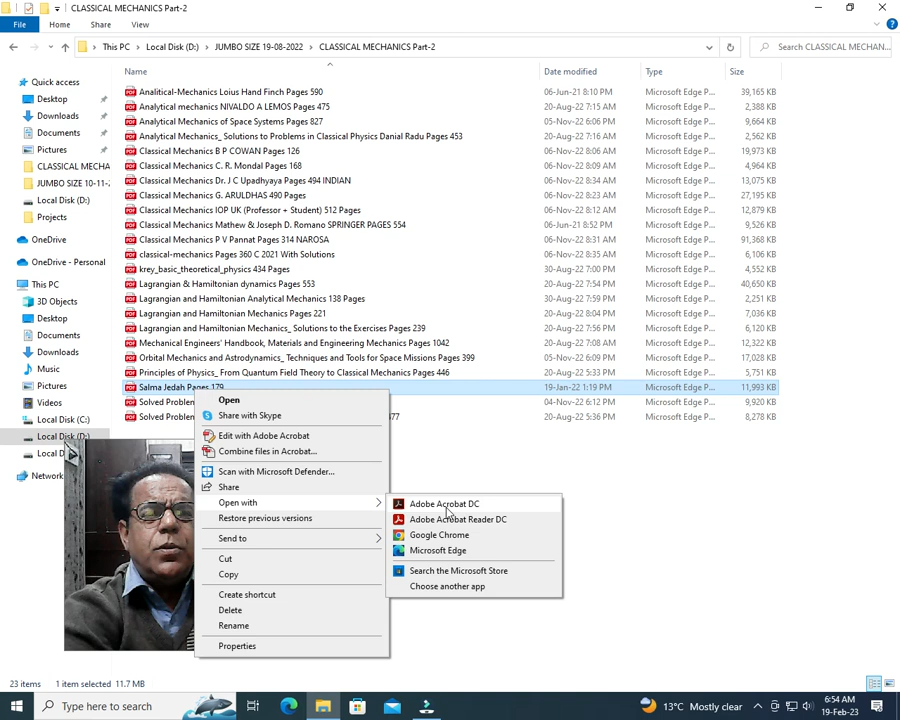 CLASSICAL MECHANICS Part-2
File Home Share View
This PC Local Disk (D:) JUMBO SIZE 19-08-2022 CLASSICAL MECHANICS Part-2
Search CLASSICAL MECHAN...
Name Date modified Type Size
Quick access
Desktop
Downloads
Documents
Pictures
CLASSICAL MECHA
JUMBO SIZE 10-11-2
Local Disk (D:)
Projects
OneDrive
OneDrive - Personal
This PC
3D Objects
Desktop
Documents
Downloads
Music
Pictures
Videos
Local Disk (C:)
Local Disk (D:)
Local
Network
Analitical-Mechanics Loius Hand Finch Pages 590 06-Jun-21 8:10 PM Microsoft Edge P... 39,165 KB
Analytical mechanics NIVALDO A LEMOS Pages 475 20-Aug-22 7:15 AM Microsoft Edge P... 2,388 KB
Analytical Mechanics of Space Systems Pages 827 05-Nov-22 6:06 PM Microsoft Edge P... 9,664 KB
Analytical Mechanics_ Solutions to Problems in Classical Physics Danial Radu Pages 453 20-Aug-22 7:16 AM Microsoft Edge P... 2,562 KB
Classical Mechanics B P COWAN Pages 126 06-Nov-22 8:06 AM Microsoft Edge P... 19,973 KB
Classical Mechanics C. R. Mondal Pages 168 06-Nov-22 8:09 AM Microsoft Edge P... 4,964 KB
Classical Mechanics Dr. J C Upadhyaya Pages 494 INDIAN 06-Nov-22 8:34 AM Microsoft Edge P... 13,075 KB
Classical Mechanics G. ARULDHAS Pages 490 06-Nov-22 8:23 AM Microsoft Edge P... 27,195 KB
Classical Mechanics IOP UK (Professor + Student) 512 Pages 06-Nov-22 8:12 AM Microsoft Edge P... 12,879 KB
Classical Mechanics Mathew & Joseph D. Romano SPRINGER PAGES 554 06-Jun-21 8:52 PM Microsoft Edge P... 9,526 KB
Classical Mechanics P V Pannat Pages 314 NAROSA 06-Nov-22 8:31 AM Microsoft Edge P... 91,368 KB
classical-mechanics Pages 360 C 2021 With Solutions 06-Nov-22 8:35 AM Microsoft Edge P... 6,106 KB
krey_basic_theoretical_physics 434 Pages 30-Aug-22 7:00 PM Microsoft Edge P... 4,552 KB
Lagrangian & Hamiltonian dynamics Pages 553 20-Aug-22 7:54 PM Microsoft Edge P... 40,650 KB
Lagrangian and Hamiltonian Analytical Mechanics 138 Pages 30-Aug-22 7:59 PM Microsoft Edge P... 2,251 KB
Lagrangian and Hamiltonian Mechanics Pages 221 20-Aug-22 8:04 PM Microsoft Edge P... 7,036 KB
Lagrangian and Hamiltonian Mechanics_ Solutions to the Exercises Pages 239 20-Aug-22 7:56 PM Microsoft Edge P... 6,120 KB
Mechanical Engineers' Handbook, Materials and Engineering Mechanics Pages 1042 20-Aug-22 7:08 AM Microsoft Edge P... 12,322 KB
Orbital Mechanics and Astrodynamics_ Techniques and Tools for Space Missions Pages 399 05-Nov-22 6:09 PM Microsoft Edge P... 17,028 KB
Principles of Physics_ From Quantum Field Theory to Classical Mechanics Pages 446 20-Aug-22 5:33 PM Microsoft Edge P... 5,751 KB
Salma Jedah Pages 179 19-Jan-22 1:19 PM Microsoft Edge P... 11,993 KB
Solved Problem 04-Nov-22 6:12 PM Microsoft Edge P... 9,920 KB
Solved Problem 477 20-Aug-22 5:36 PM Microsoft Edge P... 8,278 KB
Open
Share with Skype
Edit with Adobe Acrobat
Combine files in Acrobat...
Scan with Microsoft Defender...
Share
Open with
Restore previous versions
Send to
Cut
Copy
Create shortcut
Delete
Rename
Properties
Adobe Acrobat DC
Adobe Acrobat Reader DC
Google Chrome
Microsoft Edge
Search the Microsoft Store
Choose another app
23 items 1 item selected 11.7 MB
Type here to search
13°C Mostly clear
6:54 AM
19-Feb-23